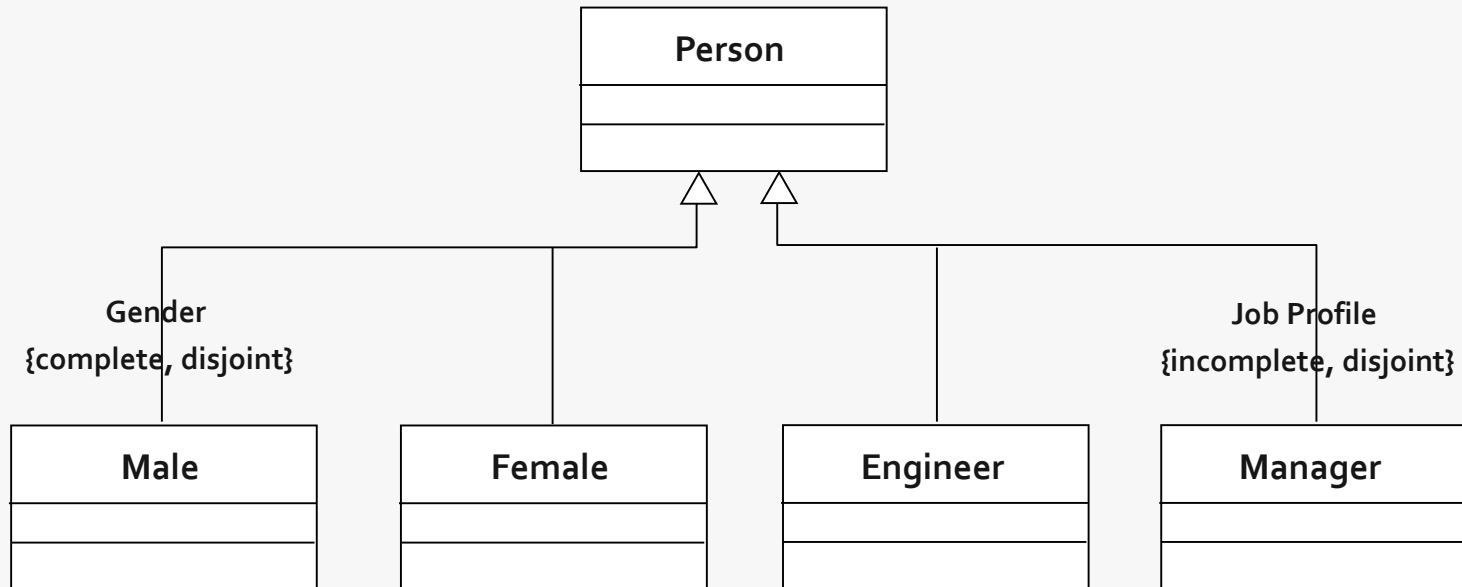 Person
Gender
{complete, disjoint}
Job Profile
{incomplete, disjoint}
Male
Female
Engineer
Manager